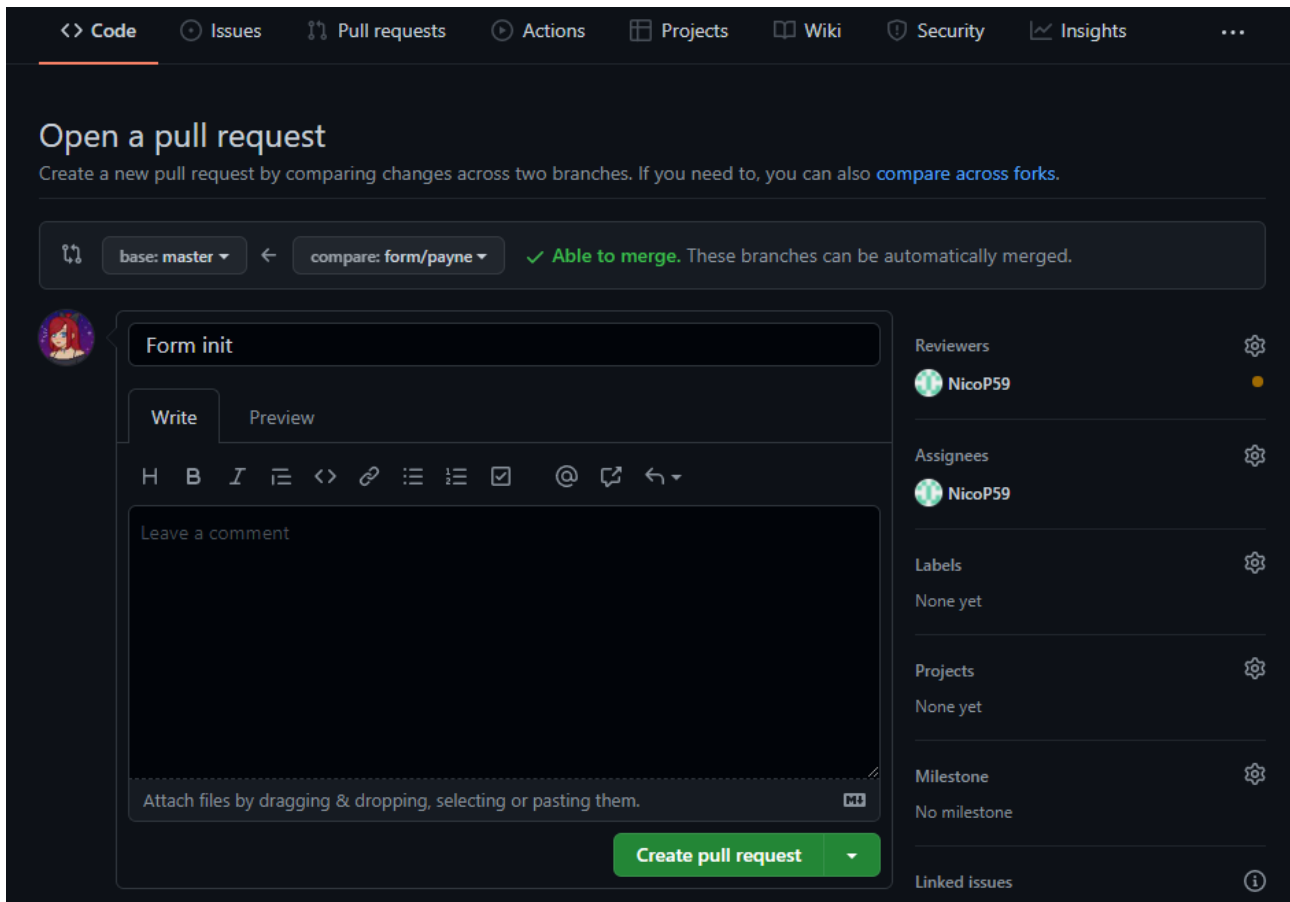 <> Code Issues Pull requests Actions Projects Wiki Security Insights ...
Open a pull request
Create a new pull request by comparing changes across two branches. If you need to, you can also compare across forks.
base: master compare: form/payne Able to merge. These branches can be automatically merged.
Form init
Write Preview
H B I
Leave a comment
Attach files by dragging & dropping, selecting or pasting them.
Create pull request
Reviewers
NicoP59
Assignees
NicoP59
Labels
None yet
Projects
None yet
Milestone
No milestone
Linked issues